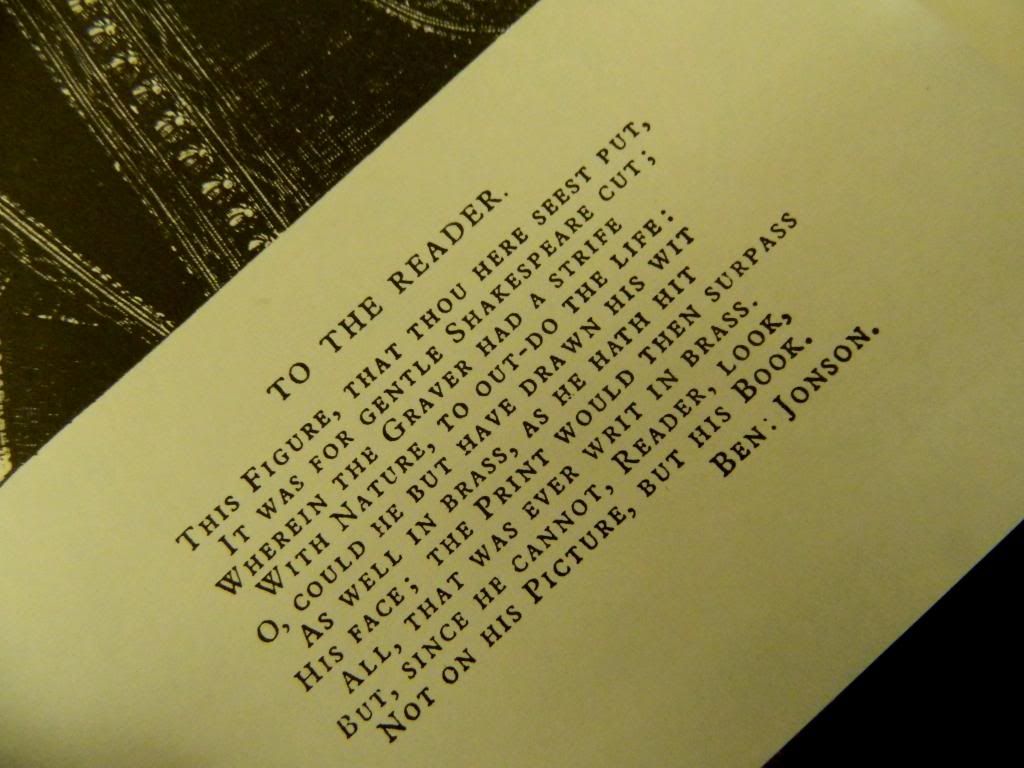 TO THE READER.
THIS FIGURE, THAT THOU HERE SEEST PUT,
IT WAS FOR GENTLE SHAKESPEARE CUT;
WHEREIN THE GRAVER HAD A STRIFE
WITH NATURE, TO OUT-DO THE LIFE:
O, COULD HE BUT HAVE DRAWN HIS WIT
AS WELL IN BRASS, AS HE HATH HIT
HIS FACE; THE PRINT WOULD THEN SURPASS
ALL, THAT WAS EVER WRIT IN BRASS.
BUT, SINCE HE CANNOT, READER, LOOK,
NOT ON HIS PICTURE, BUT HIS BOOK.
BEN: JONSON.